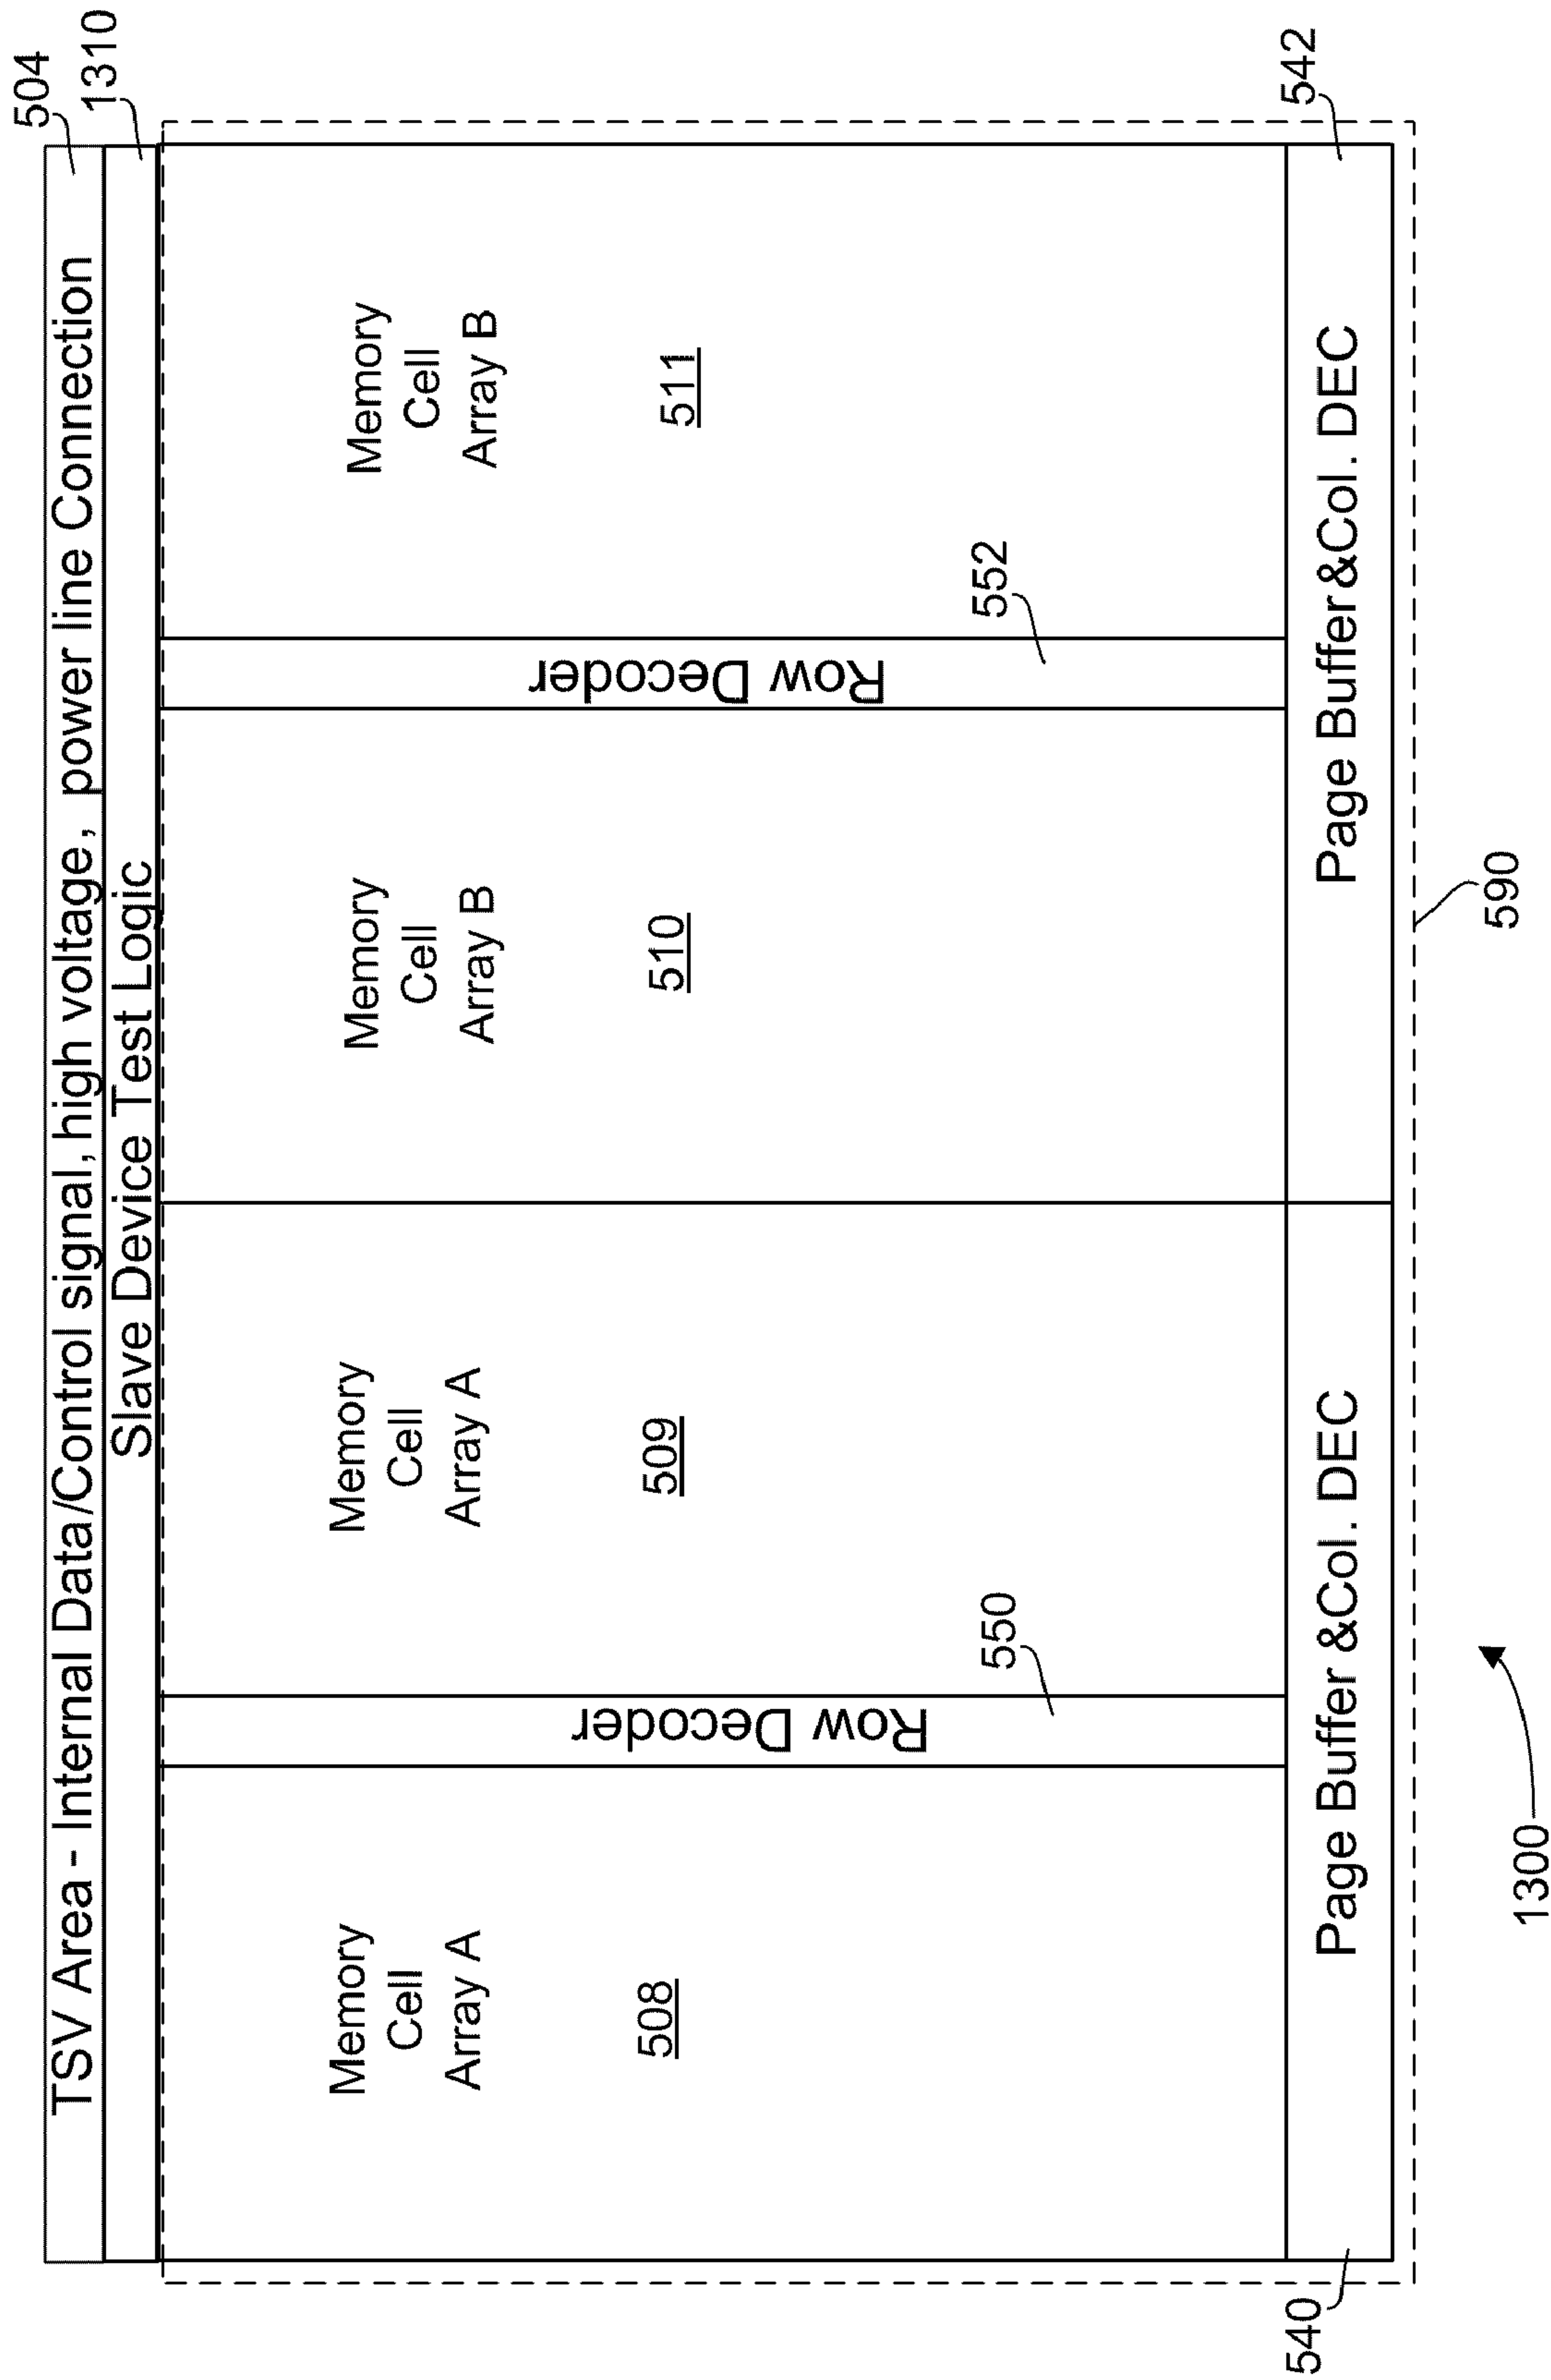 504
1310
TSV Area - Internal Data/Control signal, high voltage, power line Connection
Slave Device Test Logic
Memory
Cell
Array A
508
Row Decoder
550
Memory
Cell
Array A
509
Memory
Cell
Array B
510
Row Decoder
552
Memory
Cell
Array B
511
540
Page Buffer &Col. DEC
Page Buffer&Col. DEC
542
590
1300